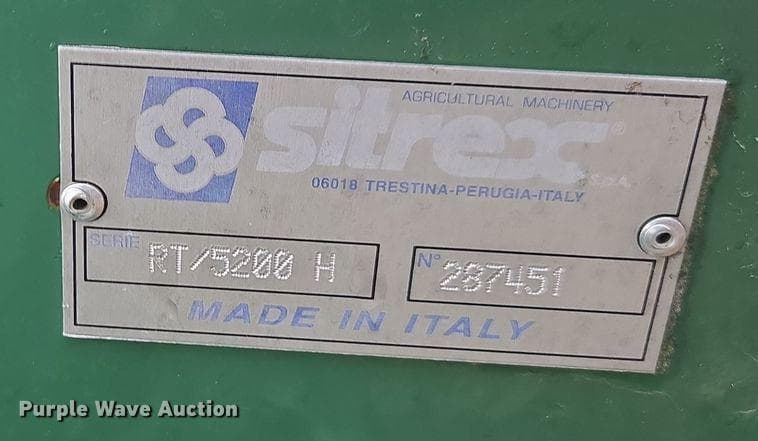 AGRICULTURAL MACHINERY
sitrex S.p.A.
06018 TRESTINA-PERUGIA-ITALY
SERIE RT/5200 H N° 287451
MADE IN ITALY
Purple Wave Auction